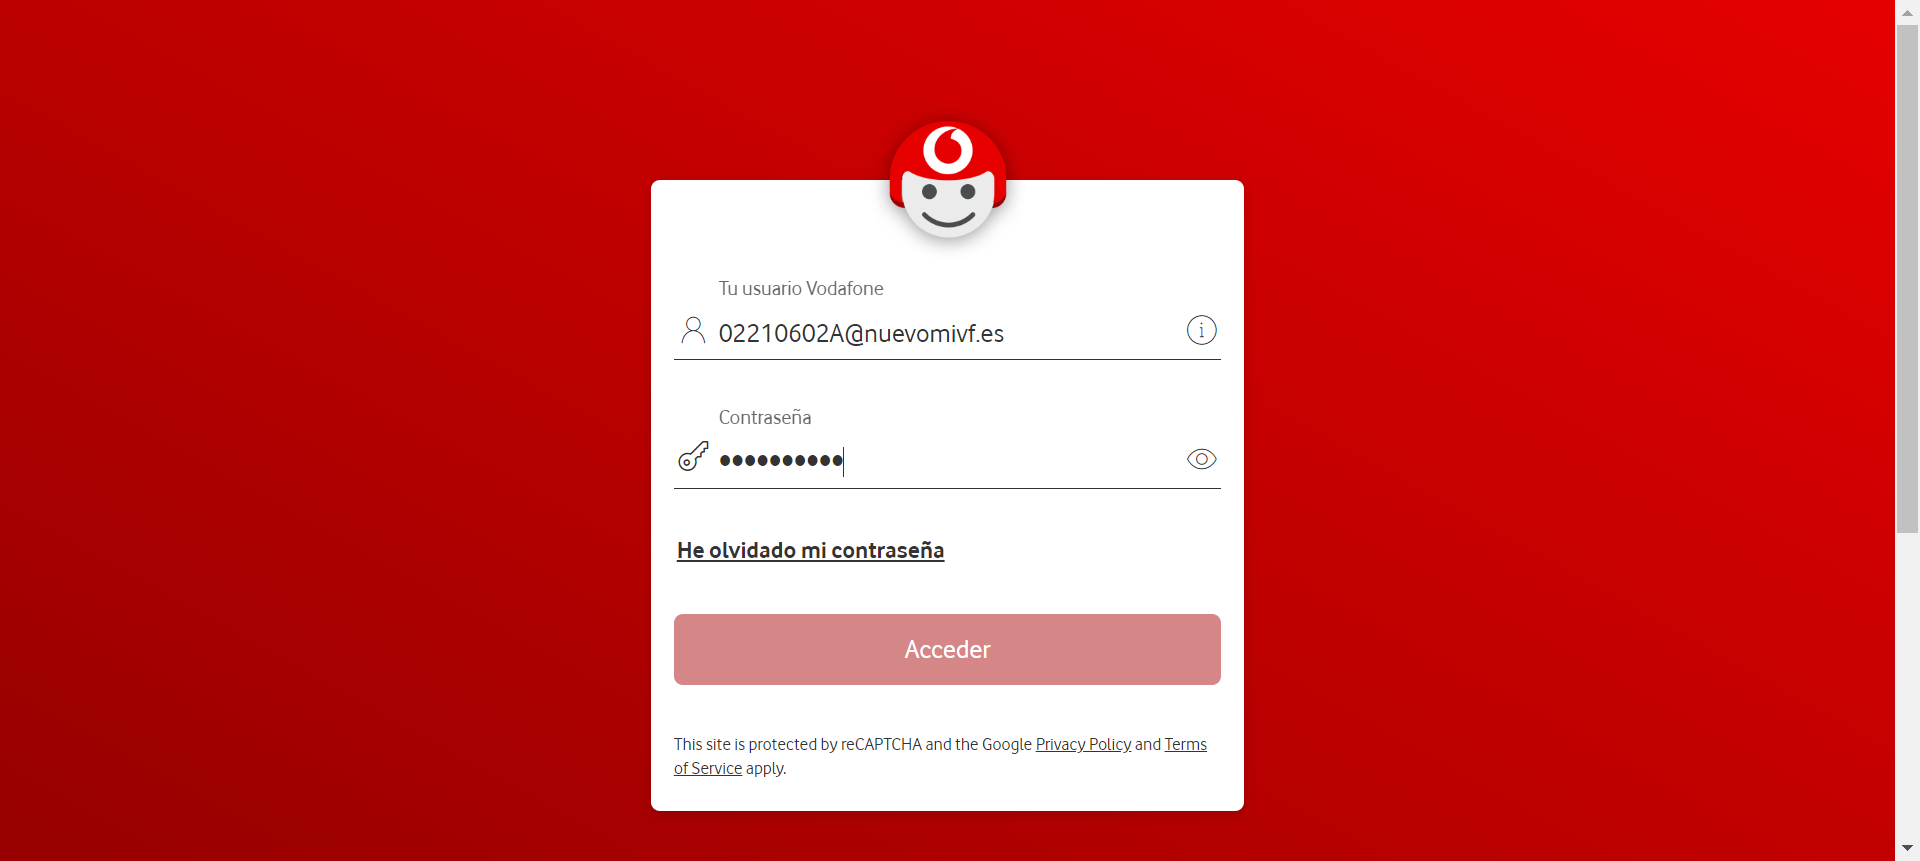 Tu usuario Vodafone
02210602A@nuevomivf.es
Contraseña
••••••••••
He olvidado mi contraseña
Acceder
This site is protected by reCAPTCHA and the Google Privacy Policy and Terms
of Service apply.